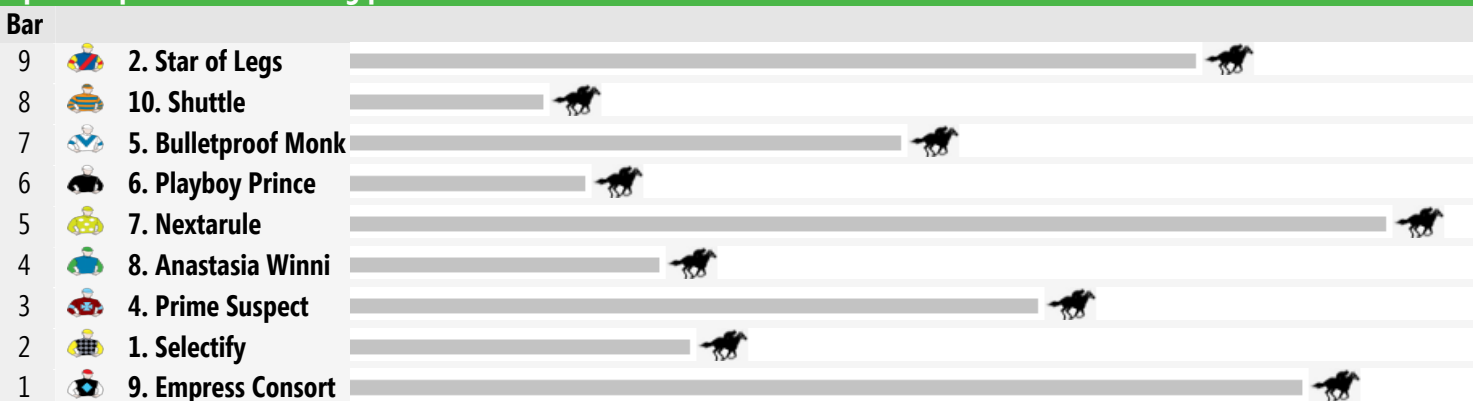 Bar
9 2. Star of Legs
8 10. Shuttle
7 5. Bulletproof Monk
6 6. Playboy Prince
5 7. Nextarule
4 8. Anastasia Winni
3 4. Prime Suspect
2 1. Selectify
1 9. Empress Consort